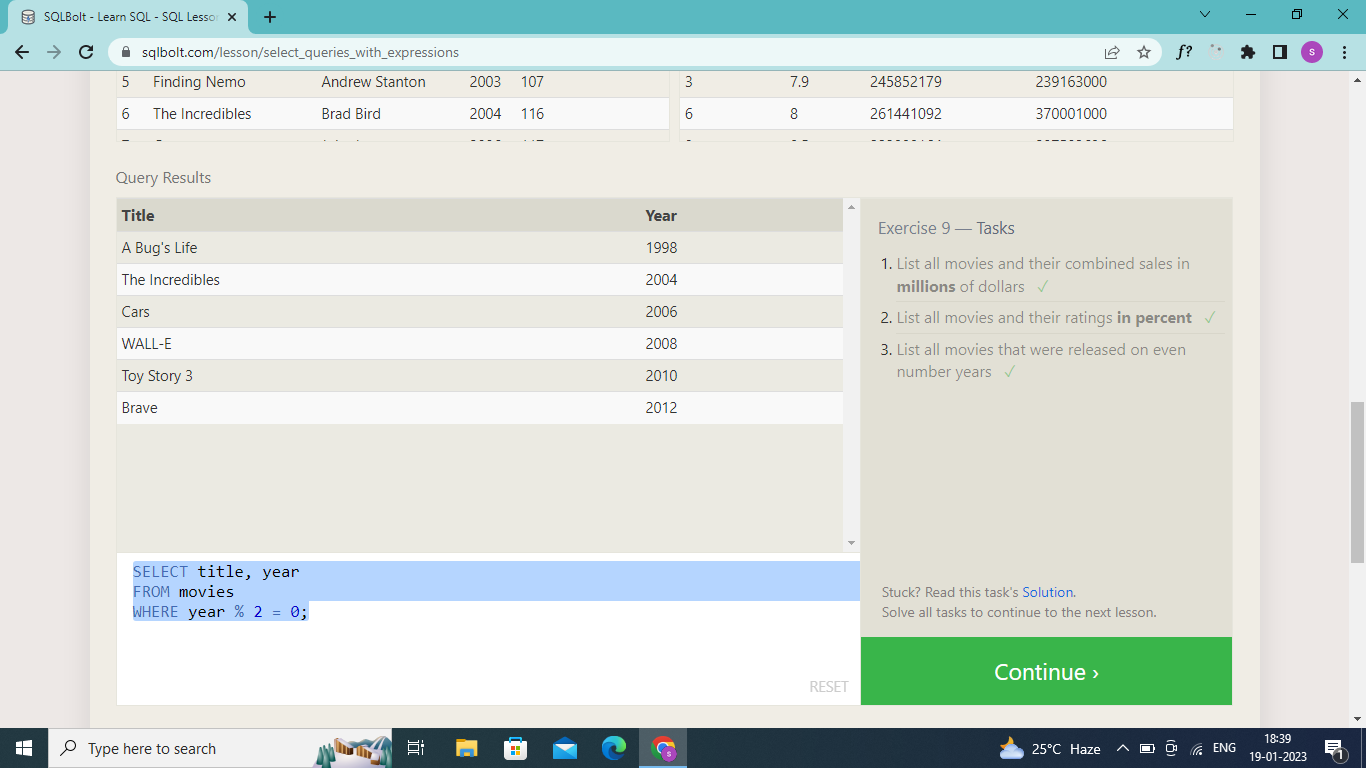 SQLBolt - Learn SQL - SQL Lesso
sqlbolt.com/lesson/select_queries_with_expressions
f?
s
5 Finding Nemo Andrew Stanton 2003 107 3 7.9 245852179 239163000
6 The Incredibles Brad Bird 2004 116 6 8 261441092 370001000
Query Results
Title Year
A Bug's Life 1998
The Incredibles 2004
Cars 2006
WALL-E 2008
Toy Story 3 2010
Brave 2012
Exercise 9 — Tasks
1. List all movies and their combined sales in
millions of dollars ✓
2. List all movies and their ratings in percent ✓
3. List all movies that were released on even
number years ✓
SELECT title, year
FROM movies
WHERE year % 2 = 0;
RESET
Stuck? Read this task's Solution.
Solve all tasks to continue to the next lesson.
Continue ›
Type here to search
25°C Haze
ENG
18:39
19-01-2023
1